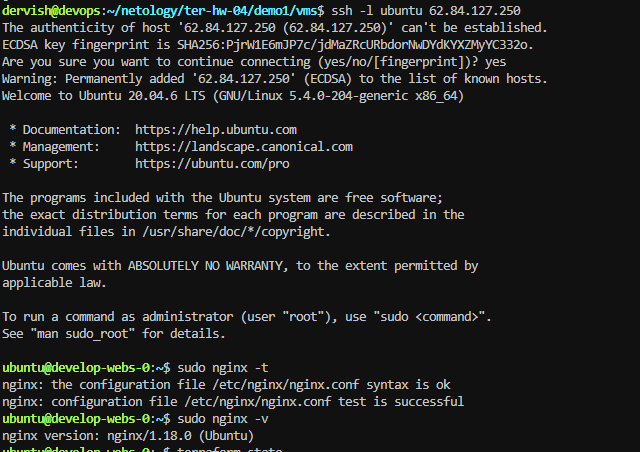 dervish@devops:~/netology/ter-hw-04/demo1/vms$ ssh -l ubuntu 62.84.127.250
The authenticity of host '62.84.127.250 (62.84.127.250)' can't be established.
ECDSA key fingerprint is SHA256:PjrW1E6mJP7c/jdMaZRcURbdorNwDYdKYXZMyYC332o.
Are you sure you want to continue connecting (yes/no/[fingerprint])? yes
Warning: Permanently added '62.84.127.250' (ECDSA) to the list of known hosts.
Welcome to Ubuntu 20.04.6 LTS (GNU/Linux 5.4.0-204-generic x86_64)
* Documentation: https://help.ubuntu.com
* Management: https://landscape.canonical.com
* Support: https://ubuntu.com/pro
The programs included with the Ubuntu system are free software;
the exact distribution terms for each program are described in the
individual files in /usr/share/doc/*/copyright.
Ubuntu comes with ABSOLUTELY NO WARRANTY, to the extent permitted by
applicable law.
To run a command as administrator (user "root"), use "sudo <command>".
See "man sudo_root" for details.
ubuntu@develop-webs-0:~$ sudo nginx -t
nginx: the configuration file /etc/nginx/nginx.conf syntax is ok
nginx: configuration file /etc/nginx/nginx.conf test is successful
ubuntu@develop-webs-0:~$ sudo nginx -v
nginx version: nginx/1.18.0 (Ubuntu)
ubuntu@develop-webs-0:~$ terraform state